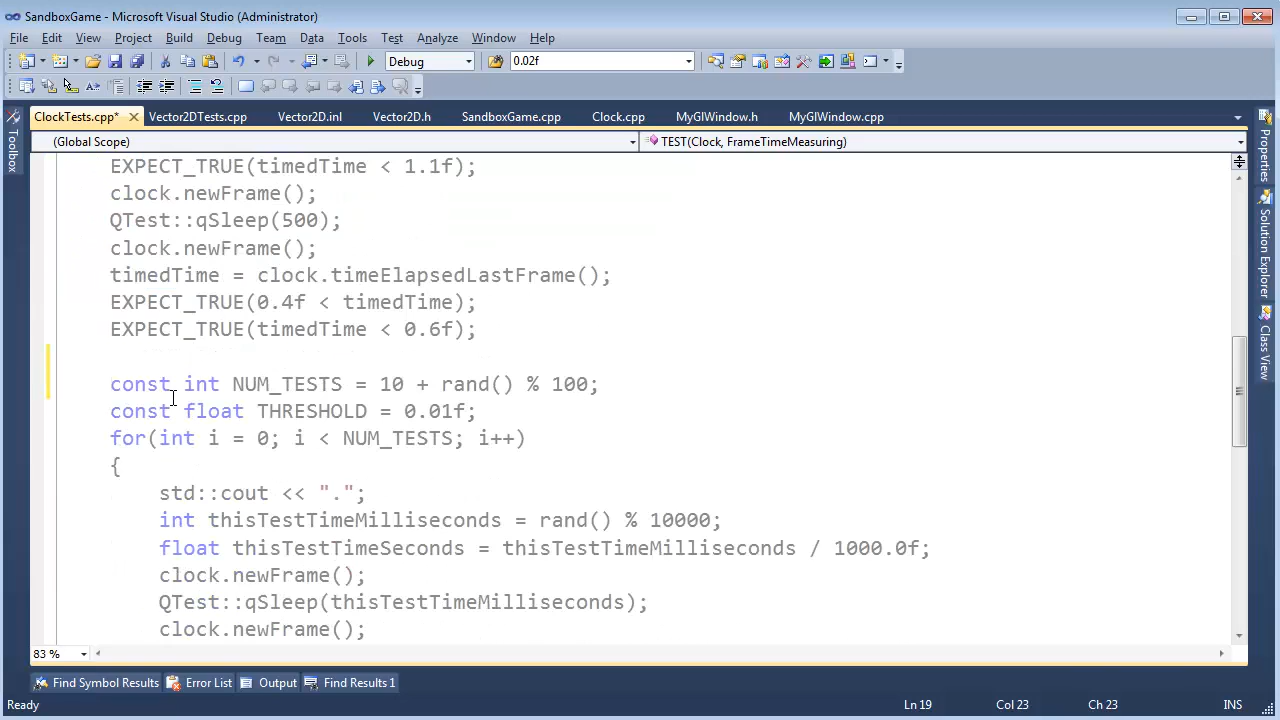 SandboxGame - Microsoft Visual Studio (Administrator)
File Edit View Project Build Debug Team Data Tools Test Analyze Window Help
Debug 0.02f
ClockTests.cpp* Vector2DTests.cpp Vector2D.inl Vector2D.h SandboxGame.cpp Clock.cpp MyGlWindow.h MyGlWindow.cpp
(Global Scope) TEST(Clock, FrameTimeMeasuring)
Toolbox
Properties
Solution Explorer
Class View
EXPECT_TRUE(timedTime < 1.1f);
clock.newFrame();
QTest::qSleep(500);
clock.newFrame();
timedTime = clock.timeElapsedLastFrame();
EXPECT_TRUE(0.4f < timedTime);
EXPECT_TRUE(timedTime < 0.6f);
const int NUM_TESTS = 10 + rand() % 100;
const float THRESHOLD = 0.01f;
for(int i = 0; i < NUM_TESTS; i++)
{
std::cout << ".";
int thisTestTimeMilliseconds = rand() % 10000;
float thisTestTimeSeconds = thisTestTimeMilliseconds / 1000.0f;
clock.newFrame();
QTest::qSleep(thisTestTimeMilliseconds);
clock.newFrame();
83 %
Find Symbol Results Error List Output Find Results 1
Ready Ln 19 Col 23 Ch 23 INS